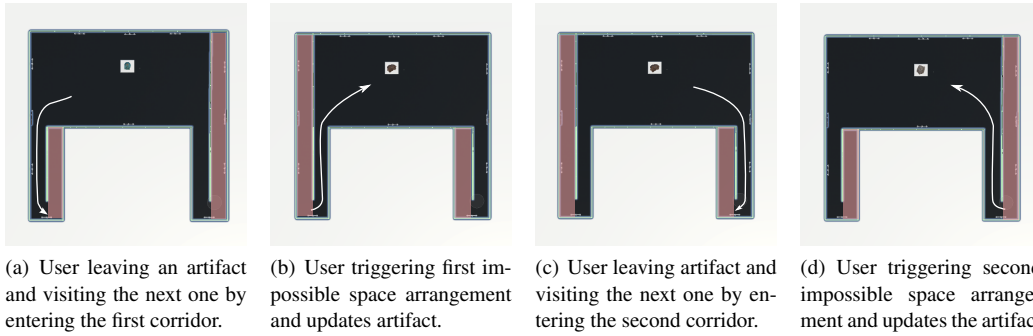 (a) User leaving an artifact
and visiting the next one by
entering the first corridor.
(b) User triggering first im-
possible space arrangement
and updates artifact.
(c) User leaving artifact and
visiting the next one by en-
tering the second corridor.
(d) User triggering secon
impossible space arrange
ment and updates the artifac